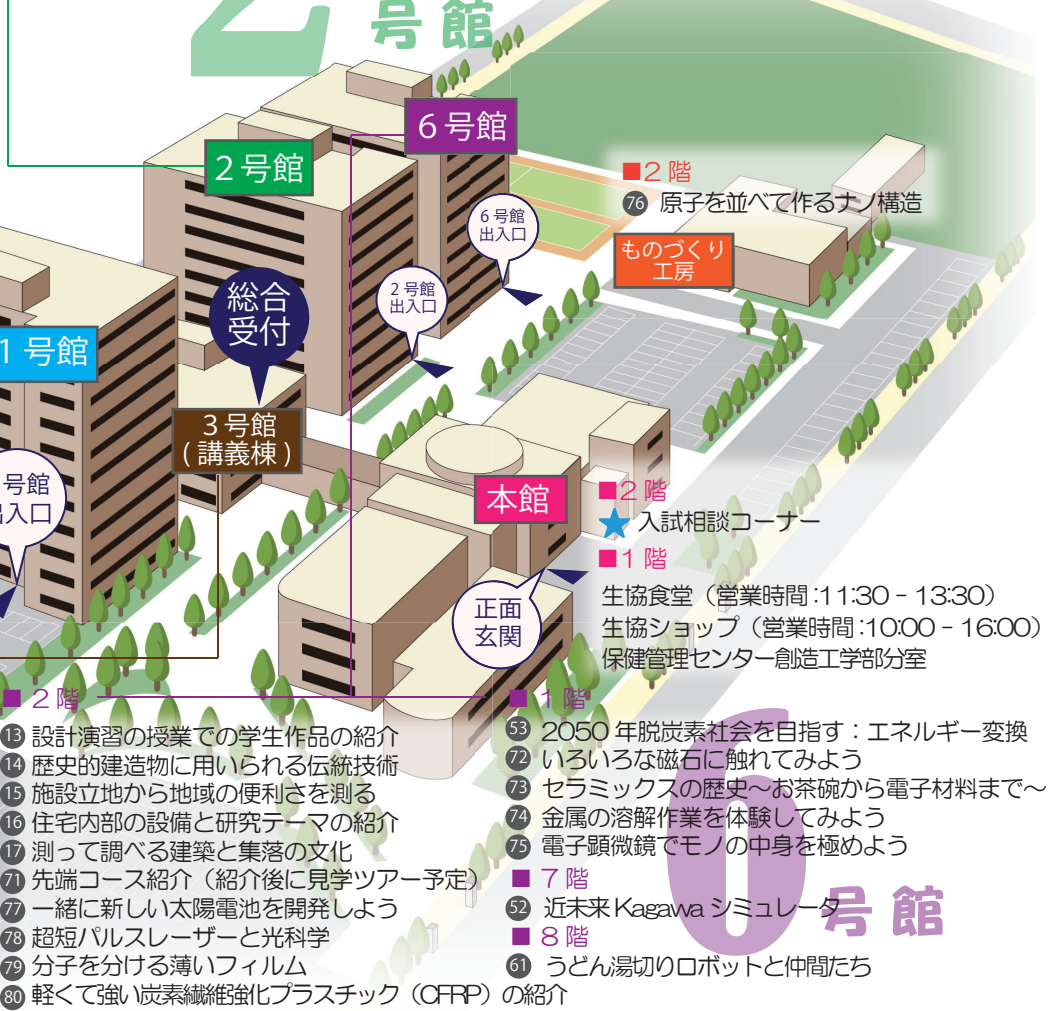 2
号館
6号館
2号館
■2階
76 原子を並べて作るナノ構造
6号館
出入口
ものづくり
工房
2号館
出入口
総合
受付
1号館
3号館
(講義棟)
号館
出入口
本館
■2階
★ 入試相談コーナー
■1階
生協食堂（営業時間:11:30 - 13:30）
生協ショップ（営業時間:10:00 - 16:00）
保健管理センター創造工学部分室
正面
玄関
■ 2階
13 設計演習の授業での学生作品の紹介
14 歴史的建造物に用いられる伝統技術
15 施設立地から地域の便利さを測る
16 住宅内部の設備と研究テーマの紹介
17 測って調べる建築と集落の文化
71 先端コース紹介（紹介後に見学ツアー予定）
77 一緒に新しい太陽電池を開発しよう
78 超短パルスレーザーと光科学
79 分子を分ける薄いフィルム
80 軽くて強い炭素繊維強化プラスチック（CFRP）の紹介
■ 1階
53 2050年脱炭素社会を目指す：エネルギー変換
72 いろいろな磁石に触れてみよう
73 セラミックスの歴史～お茶碗から電子材料まで～
74 金属の溶解作業を体験してみよう
75 電子顕微鏡でモノの中身を極めよう
■ 7階
52 近未来Kagawaシミュレータ
■ 8階
61 うどん湯切りロボットと仲間たち
6号館